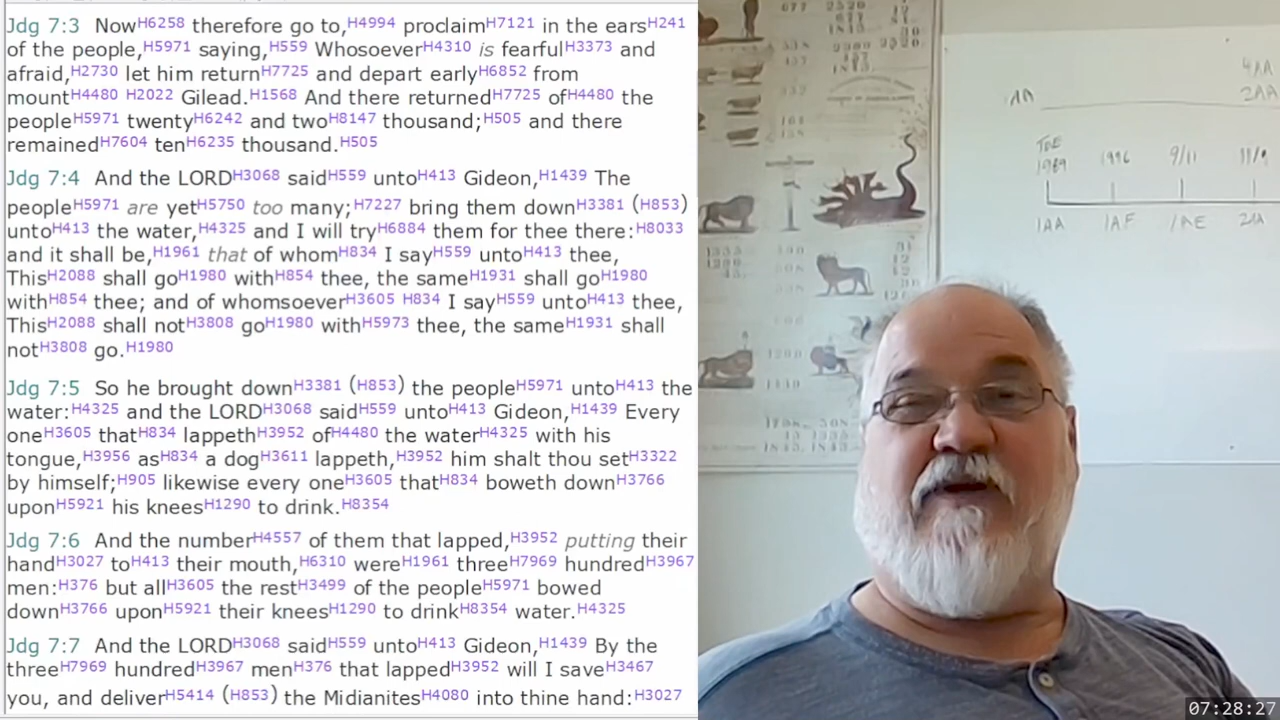 Jdg 7:3 NowH6258 therefore go to,H4994 proclaimH7121 in the earsH241
of the people,H5971 saying,H559 WhosoeverH4310 is fearfulH3373 and
afraid,H2730 let him returnH7725 and depart earlyH6852 from
mountH4480 H2022 Gilead.H1568 And there returnedH7725 ofH4480 the
peopleH5971 twentyH6242 and twoH8147 thousand;H505 and there
remainedH7604 tenH6235 thousand.H505
Jdg 7:4 And the LORDH3068 saidH559 untoH413 Gideon,H1439 The
peopleH5971 are yetH5750 too many;H7227 bring them downH3381 (H853)
untoH413 the water,H4325 and I will tryH6884 them for thee there:H8033
and it shall be,H1961 that of whomH834 I sayH559 untoH413 thee,
ThisH2088 shall goH1980 withH854 thee, the sameH1931 shall goH1980
withH854 thee; and of whomsoeverH3605 H834 I sayH559 untoH413 thee,
ThisH2088 shall notH3808 goH1980 withH5973 thee, the sameH1931 shall
notH3808 go.H1980
Jdg 7:5 So he brought downH3381 (H853) the peopleH5971 untoH413 the
water:H4325 and the LORDH3068 saidH559 untoH413 Gideon,H1439 Every
oneH3605 thatH834 lappethH3952 ofH4480 the waterH4325 with his
tongue,H3956 asH834 a dogH3611 lappeth,H3952 him shalt thou setH3322
by himself;H905 likewise every oneH3605 thatH834 boweth downH3766
uponH5921 his kneesH1290 to drink.H8354
Jdg 7:6 And the numberH4557 of them that lapped,H3952 putting their
handH3027 toH413 their mouth,H6310 wereH1961 threeH7969 hundredH3967
men:H376 but allH3605 the restH3499 of the peopleH5971 bowed
downH3766 uponH5921 their kneesH1290 to drinkH8354 water.H4325
Jdg 7:7 And the LORDH3068 saidH559 untoH413 Gideon,H1439 By the
threeH7969 hundredH3967 menH376 that lappedH3952 will I saveH3467
you, and deliverH5414 (H853) the MidianitesH4080 into thine hand:H3027
4AA
2AA
1989 1996 9/11
1AA 1AF
07:28:27